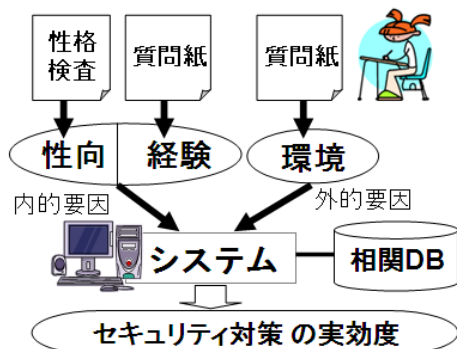 性格
検査
質問紙
質問紙
性向
経験
環境
内的要因
外的要因
システム
相関DB
セキュリティ対策 の実効度